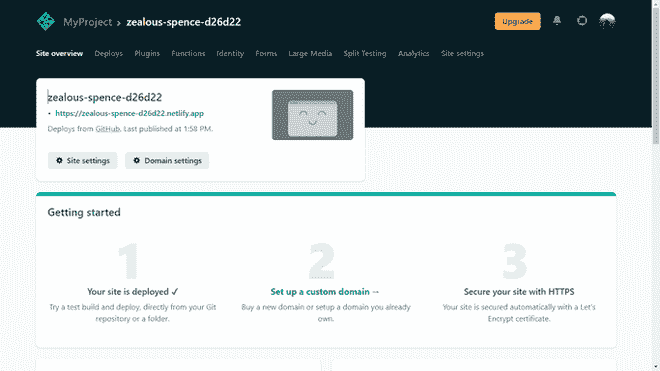 MyProject > zealous-spence-d26d22
Upgrade
Site overview Deploys Plugins Functions Identity Forms Large Media Split Testing Analytics Site settings
zealous-spence-d26d22
• https://zealous-spence-d26d22.netlify.app
Deploys from GitHub. Last published at 1:58 PM.
Site settings Domain settings
Getting started
1 2 3
Your site is deployed ✓
Try a test build and deploy, directly from your Git
repository or a folder.
Set up a custom domain →
Buy a new domain or setup a domain you already
own.
Secure your site with HTTPS
Your site is secured automatically with a Let's
Encrypt certificate.